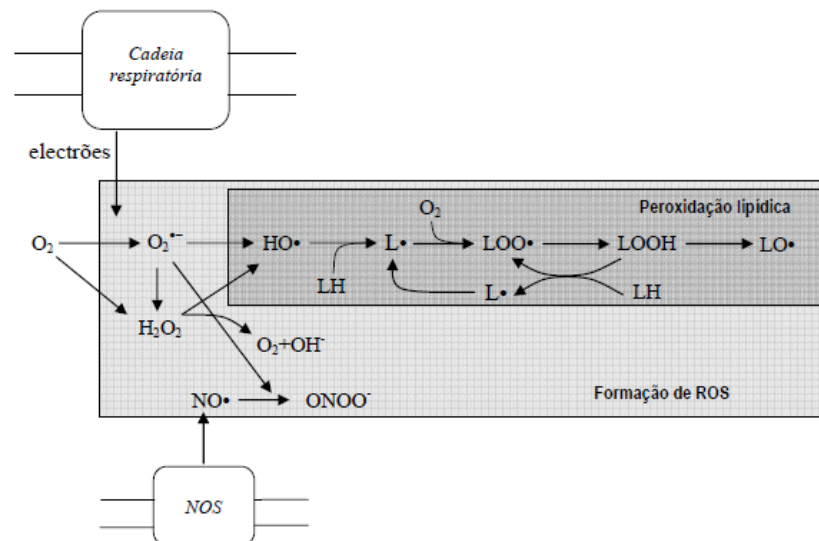 Cadeia
respiratória
electrões
Peroxidação lipídica
O₂
O₂ O₂•− HO• L• LOO• LOOH LO•
LH L• LH
H₂O₂
O₂+OH⁻
Formação de ROS
NO• ONOO⁻
NOS